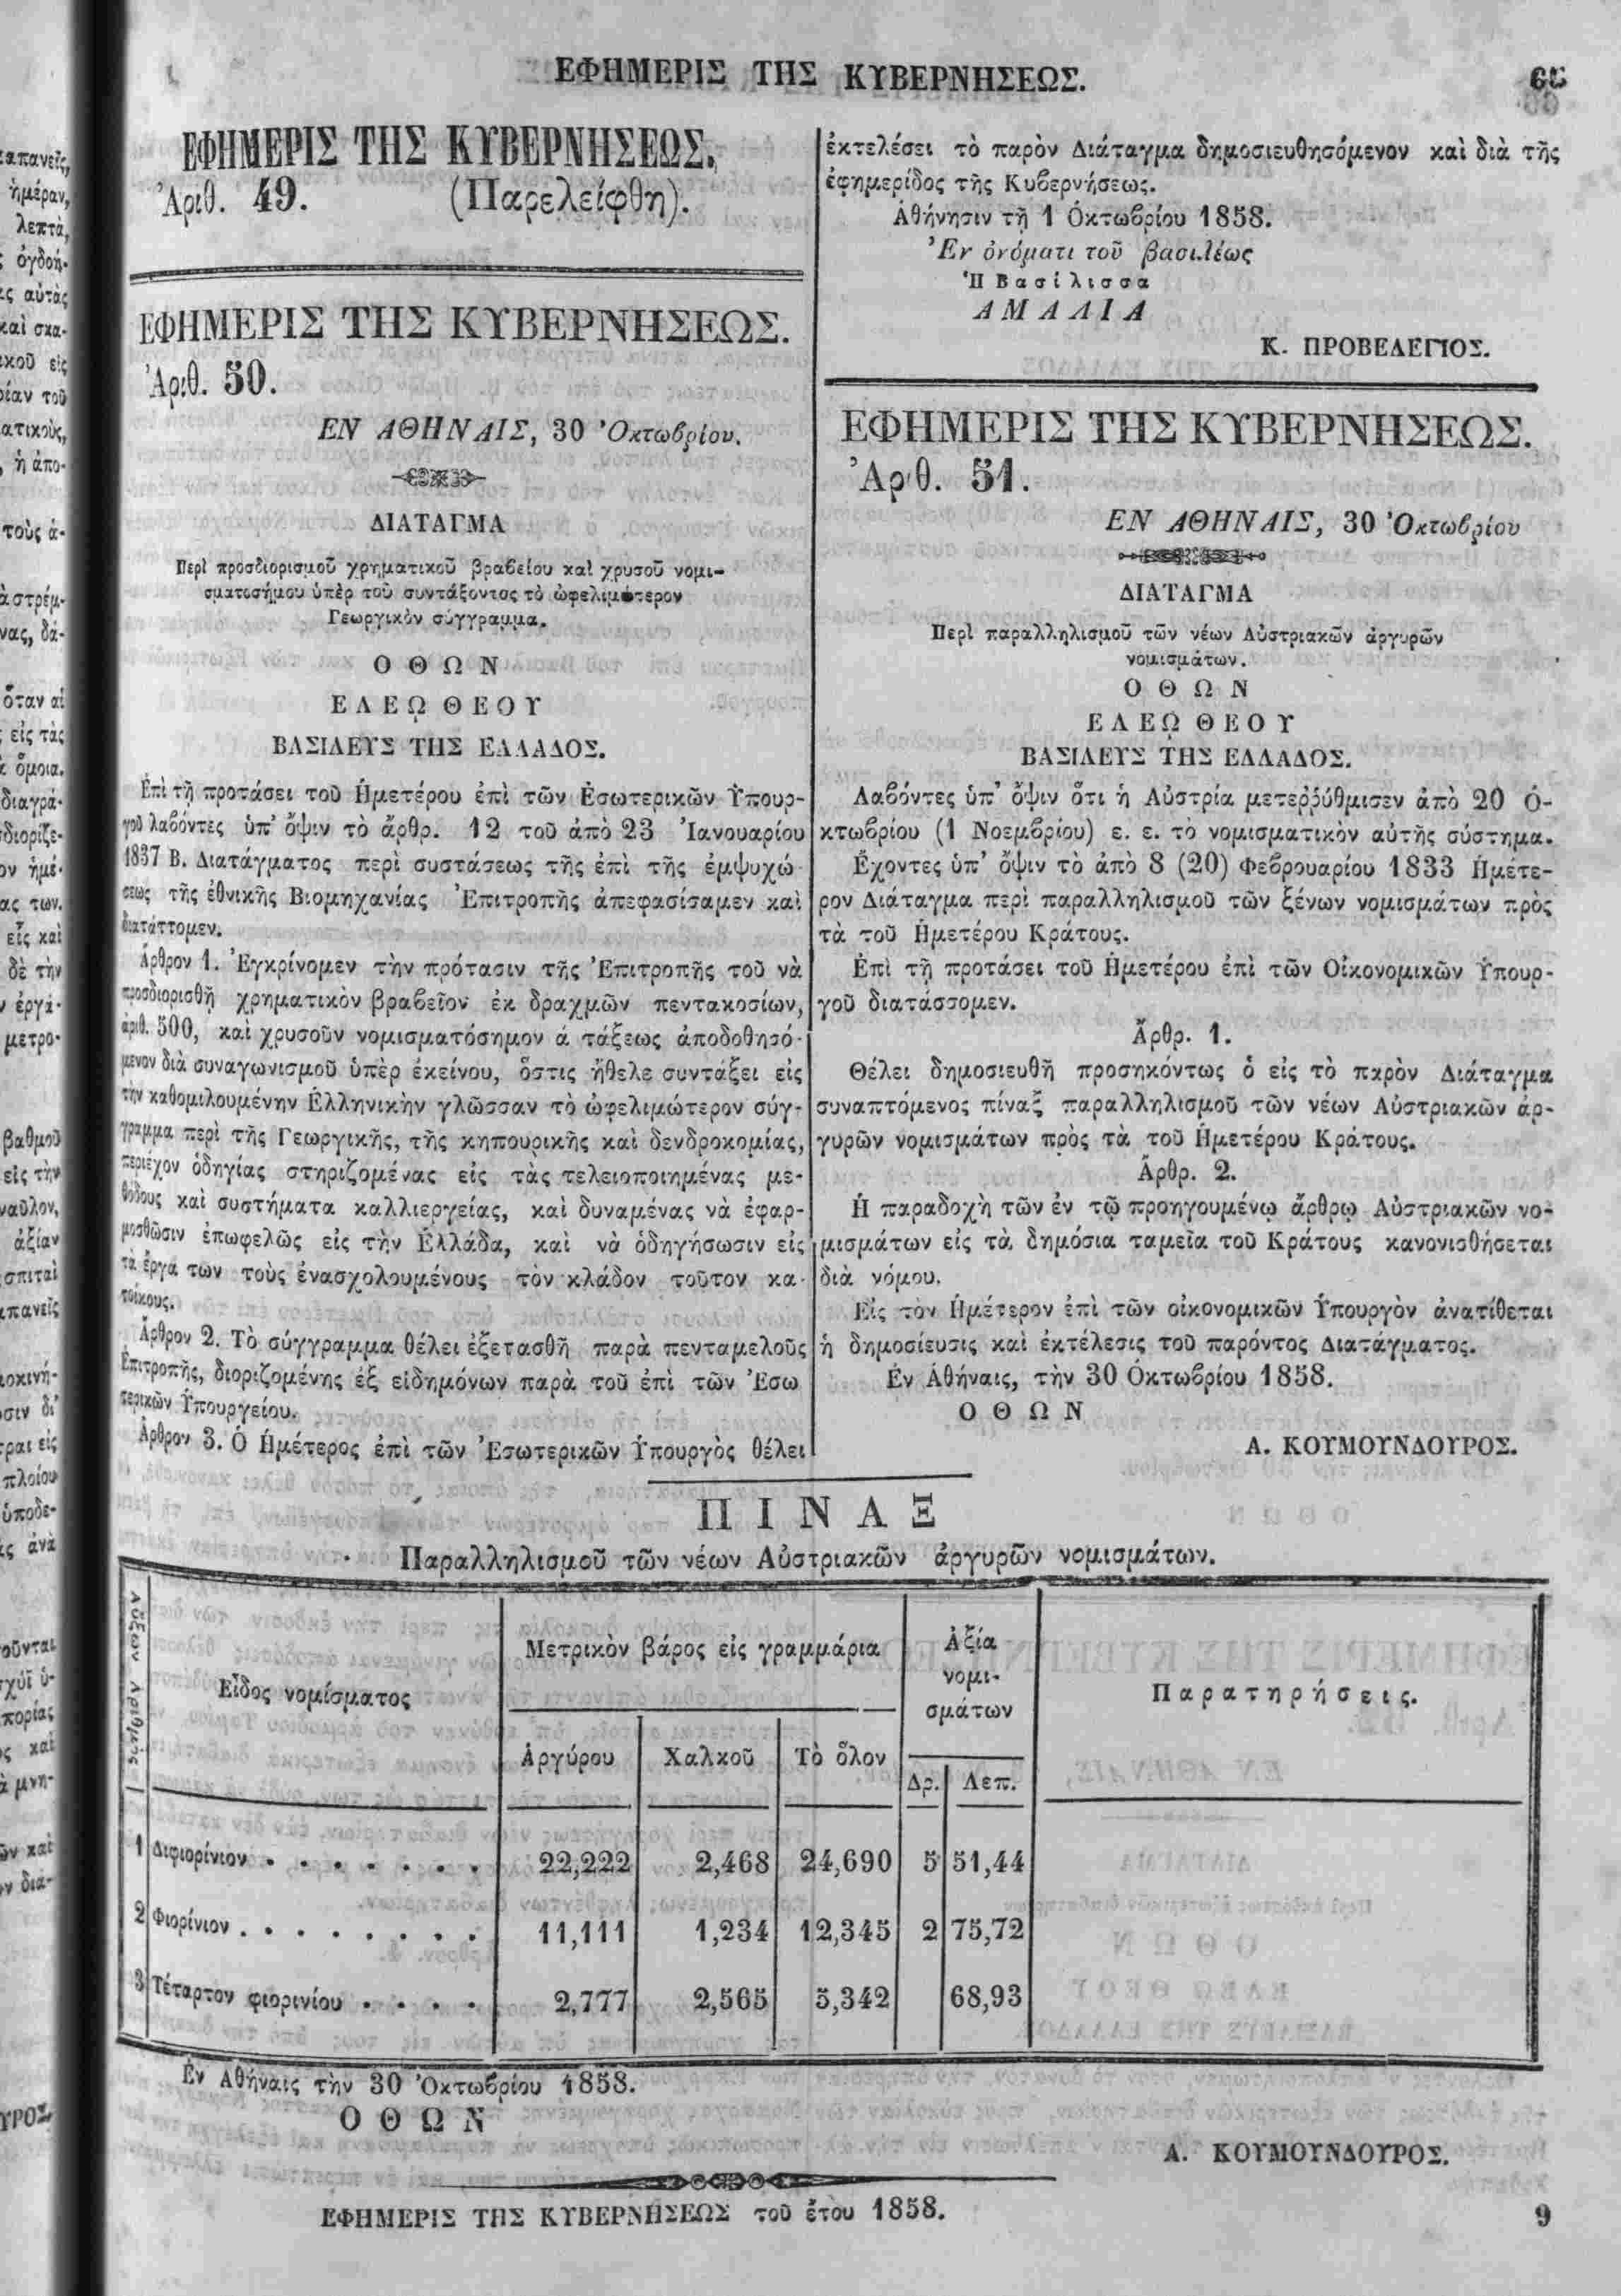 ΕΦΗΜΕΡΙΣ ΤΗΣ ΚΥΒΕΡΝΗΣΕΩΣ.
65
ΕΦΗΜΕΡΙΣ ΤΗΣ ΚΥΒΕΡΝΗΣΕΩΣ.
Ἀριθ. 49. (Παρελείφθη).
ΕΦΗΜΕΡΙΣ ΤΗΣ ΚΥΒΕΡΝΗΣΕΩΣ.
Ἀριθ. 50.
ΕΝ ΑΘΗΝΑΙΣ, 30 Ὀκτωβρίου.
ΔΙΑΤΑΓΜΑ
Περὶ προσδιορισμοῦ χρηματικοῦ βραβείου καὶ χρυσοῦ νομι-
σματοσήμου ὑπὲρ τοῦ συντάξοντος τὸ ὠφελιμώτερον
Γεωργικὸν σύγγραμμα.
Ο Θ Ω Ν
ΕΛΕῼ ΘΕΟΥ
ΒΑΣΙΛΕΥΣ ΤΗΣ ΕΛΛΑΔΟΣ.
Ἐπὶ τῇ προτάσει τοῦ Ἡμετέρου ἐπὶ τῶν Ἐσωτερικῶν Ὑπουρ-
γοῦ λαβόντες ὑπ' ὄψιν τὸ ἄρθρ. 12 τοῦ ἀπὸ 23 Ἰανουαρίου
1837 Β. Διατάγματος περὶ συστάσεως τῆς ἐπὶ τῆς ἐμψυχώ-
σεως τῆς ἐθνικῆς Βιομηχανίας Ἐπιτροπῆς ἀπεφασίσαμεν καὶ
διατάττομεν.
Ἄρθρον 1. Ἐγκρίνομεν τὴν πρότασιν τῆς Ἐπιτροπῆς τοῦ νὰ
προσδιορισθῇ χρηματικὸν βραβεῖον ἐκ δραχμῶν πεντακοσίων,
ἀριθ. 500, καὶ χρυσοῦν νομισματόσημον ά τάξεως ἀποδοθησό-
μενον διὰ συναγωνισμοῦ ὑπὲρ ἐκείνου, ὅστις ἤθελε συντάξει εἰς
τὴν καθομιλουμένην Ἑλληνικὴν γλῶσσαν τὸ ὠφελιμώτερον σύγ-
γραμμα περὶ τῆς Γεωργικῆς, τῆς κηπουρικῆς καὶ δενδροκομίας,
περιέχον ὁδηγίας στηριζομένας εἰς τὰς τελειοποιημένας με-
θόδους καὶ συστήματα καλλιεργείας, καὶ δυναμένας νὰ ἐφαρ-
μοσθῶσιν ἐπωφελῶς εἰς τὴν Ἑλλάδα, καὶ νὰ ὁδηγήσωσιν εἰς
τὰ ἔργά των τοὺς ἐνασχολουμένους τὸν κλάδον τοῦτον κα-
τοίκους.
Ἄρθρον 2. Τὸ σύγγραμμα θέλει ἐξετασθῆ παρὰ πενταμελοῦς
Ἐπιτροπῆς, διοριζομένης ἐξ εἰδημόνων παρὰ τοῦ ἐπὶ τῶν Ἐσω
τερικῶν Ὑπουργείου.
Ἄρθρον 3. Ὁ Ἡμέτερος ἐπὶ τῶν Ἐσωτερικῶν Ὑπουργὸς θέλει
ἐκτελέσει τὸ παρὸν Διάταγμα δημοσιευθησόμενον καὶ διὰ τῆς
ἐφημερίδος τῆς Κυβερνήσεως.
Ἀθήνησιν τῇ 1 Ὀκτωβρίου 1858.
Ἐν ὀνόματι τοῦ βασιλέως
Ἡ Βασίλισσα
ΑΜΑΛΙΑ
Κ. ΠΡΟΒΕΛΕΓΙΟΣ.
ΕΦΗΜΕΡΙΣ ΤΗΣ ΚΥΒΕΡΝΗΣΕΩΣ.
Ἀριθ. 51.
ΕΝ ΑΘΗΝΑΙΣ, 30 Ὀκτωβρίου
ΔΙΑΤΑΓΜΑ
Περὶ παραλληλισμοῦ τῶν νέων Αὐστριακῶν ἀργυρῶν
νομισμάτων.
Ο Θ Ω Ν
ΕΛΕῼ ΘΕΟΥ
ΒΑΣΙΛΕΥΣ ΤΗΣ ΕΛΛΑΔΟΣ.
Λαβόντες ὑπ' ὄψιν ὅτι ἡ Αὐστρία μετεῤῥύθμισεν ἀπὸ 20 Ὀ-
κτωβρίου (1 Νοεμβρίου) ε. ε. τὸ νομισματικὸν αὐτῆς σύστημα.
Ἔχοντες ὑπ' ὄψιν τὸ ἀπὸ 8 (20) Φεβρουαρίου 1833 Ἡμέτε-
ρον Διάταγμα περὶ παραλληλισμοῦ τῶν ξένων νομισμάτων πρὸς
τὰ τοῦ Ἡμετέρου Κράτους.
Ἐπὶ τῇ προτάσει τοῦ Ἡμετέρου ἐπὶ τῶν Οἰκονομικῶν Ὑπουρ-
γοῦ διατάσσομεν.
Ἄρθρ. 1.
Θέλει δημοσιευθῆ προσηκόντως ὁ εἰς τὸ παρὸν Διάταγμα
συναπτόμενος πίναξ παραλληλισμοῦ τῶν νέων Αὐστριακῶν ἀρ-
γυρῶν νομισμάτων πρὸς τὰ τοῦ Ἡμετέρου Κράτους.
Ἄρθρ. 2.
Ἡ παραδοχὴ τῶν ἐν τῷ προηγουμένῳ ἄρθρῳ Αὐστριακῶν νο-
μισμάτων εἰς τὰ δημόσια ταμεῖα τοῦ Κράτους κανονισθήσεται
διὰ νόμου.
Εἰς τὸν Ἡμέτερον ἐπὶ τῶν οἰκονομικῶν Ὑπουργὸν ἀνατίθεται
ἡ δημοσίευσις καὶ ἐκτέλεσις τοῦ παρόντος Διατάγματος.
Ἐν Ἀθήναις, τὴν 30 Ὀκτωβρίου 1858.
Ο Θ Ω Ν
Α. ΚΟΥΜΟΥΝΔΟΥΡΟΣ.
Π Ι Ν Α Ξ
Παραλληλισμοῦ τῶν νέων Αὐστριακῶν ἀργυρῶν νομισμάτων.
Αὔξων Ἀριθμὸς
Εἶδος νομίσματος
Μετρικὸν βάρος εἰς γραμμάρια
Ἀξία
νομι-
σμάτων
Παρατηρήσεις.
Ἀργύρου Χαλκοῦ Τὸ ὅλον
Δρ. Λεπ.
1 Διφιορίνιον . . . . . . . 22,222 2,468 24,690 5 51,44
2 Φιορίνιον . . . . . . . . 11,111 1,234 12,345 2 75,72
3 Τέταρτον φιορινίου . . . . 2,777 2,565 5,342 68,93
Ἐν Ἀθήναις τὴν 30 Ὀκτωβρίου 1858.
Ο Θ Ω Ν
Α. ΚΟΥΜΟΥΝΔΟΥΡΟΣ.
ΕΦΗΜΕΡΙΣ ΤΗΣ ΚΥΒΕΡΝΗΣΕΩΣ τοῦ ἔτου 1858.
9